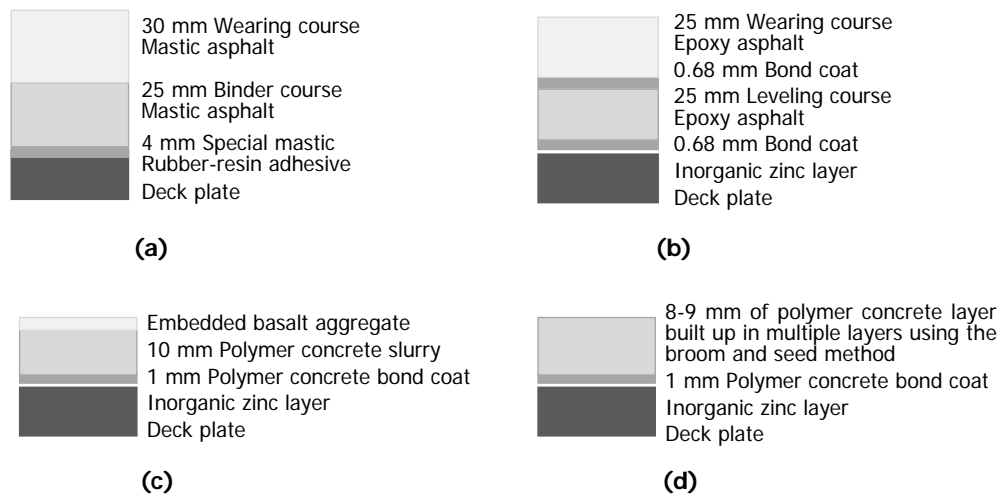 30 mm Wearing course
Mastic asphalt
25 mm Binder course
Mastic asphalt
4 mm Special mastic
Rubber-resin adhesive
Deck plate
(a)
25 mm Wearing course
Epoxy asphalt
0.68 mm Bond coat
25 mm Leveling course
Epoxy asphalt
0.68 mm Bond coat
Inorganic zinc layer
Deck plate
(b)
Embedded basalt aggregate
10 mm Polymer concrete slurry
1 mm Polymer concrete bond coat
Inorganic zinc layer
Deck plate
(c)
8-9 mm of polymer concrete layer
built up in multiple layers using the
broom and seed method
1 mm Polymer concrete bond coat
Inorganic zinc layer
Deck plate
(d)